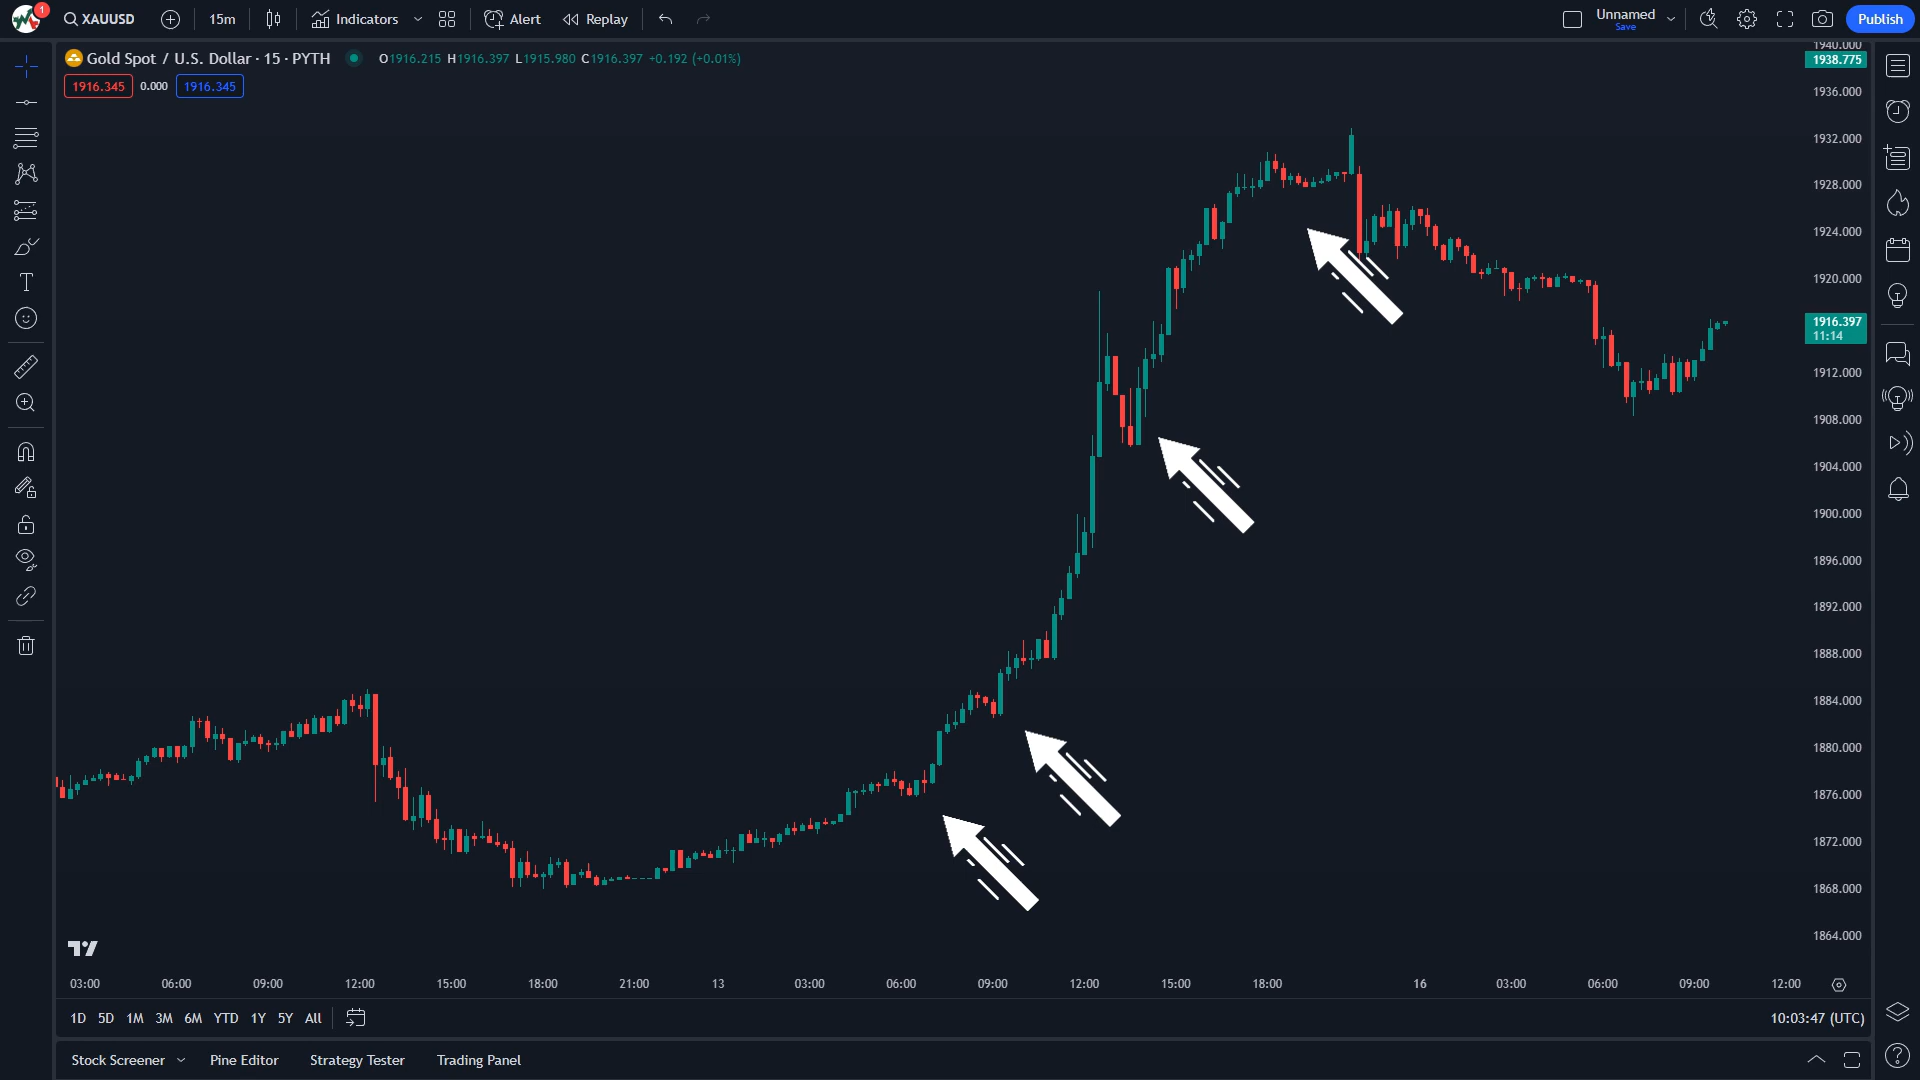 1
XAUUSD
15m
Indicators
Alert
Replay
Unnamed
Save
Publish
Gold Spot / U.S. Dollar · 15 · PYTH
O1916.215 H1916.397 L1915.980 C1916.397 +0.192 (+0.01%)
1916.345 0.000 1916.345
1940.000
1938.775
1936.000
1932.000
1928.000
1924.000
1920.000
1916.397
11:14
1912.000
1908.000
1904.000
1900.000
1896.000
1892.000
1888.000
1884.000
1880.000
1876.000
1872.000
1868.000
1864.000
03:00 06:00 09:00 12:00 15:00 18:00 21:00 13 03:00 06:00 09:00 12:00 15:00 18:00 16 03:00 06:00 09:00 12:00
1D 5D 1M 3M 6M YTD 1Y 5Y All
10:03:47 (UTC)
Stock Screener Pine Editor Strategy Tester Trading Panel